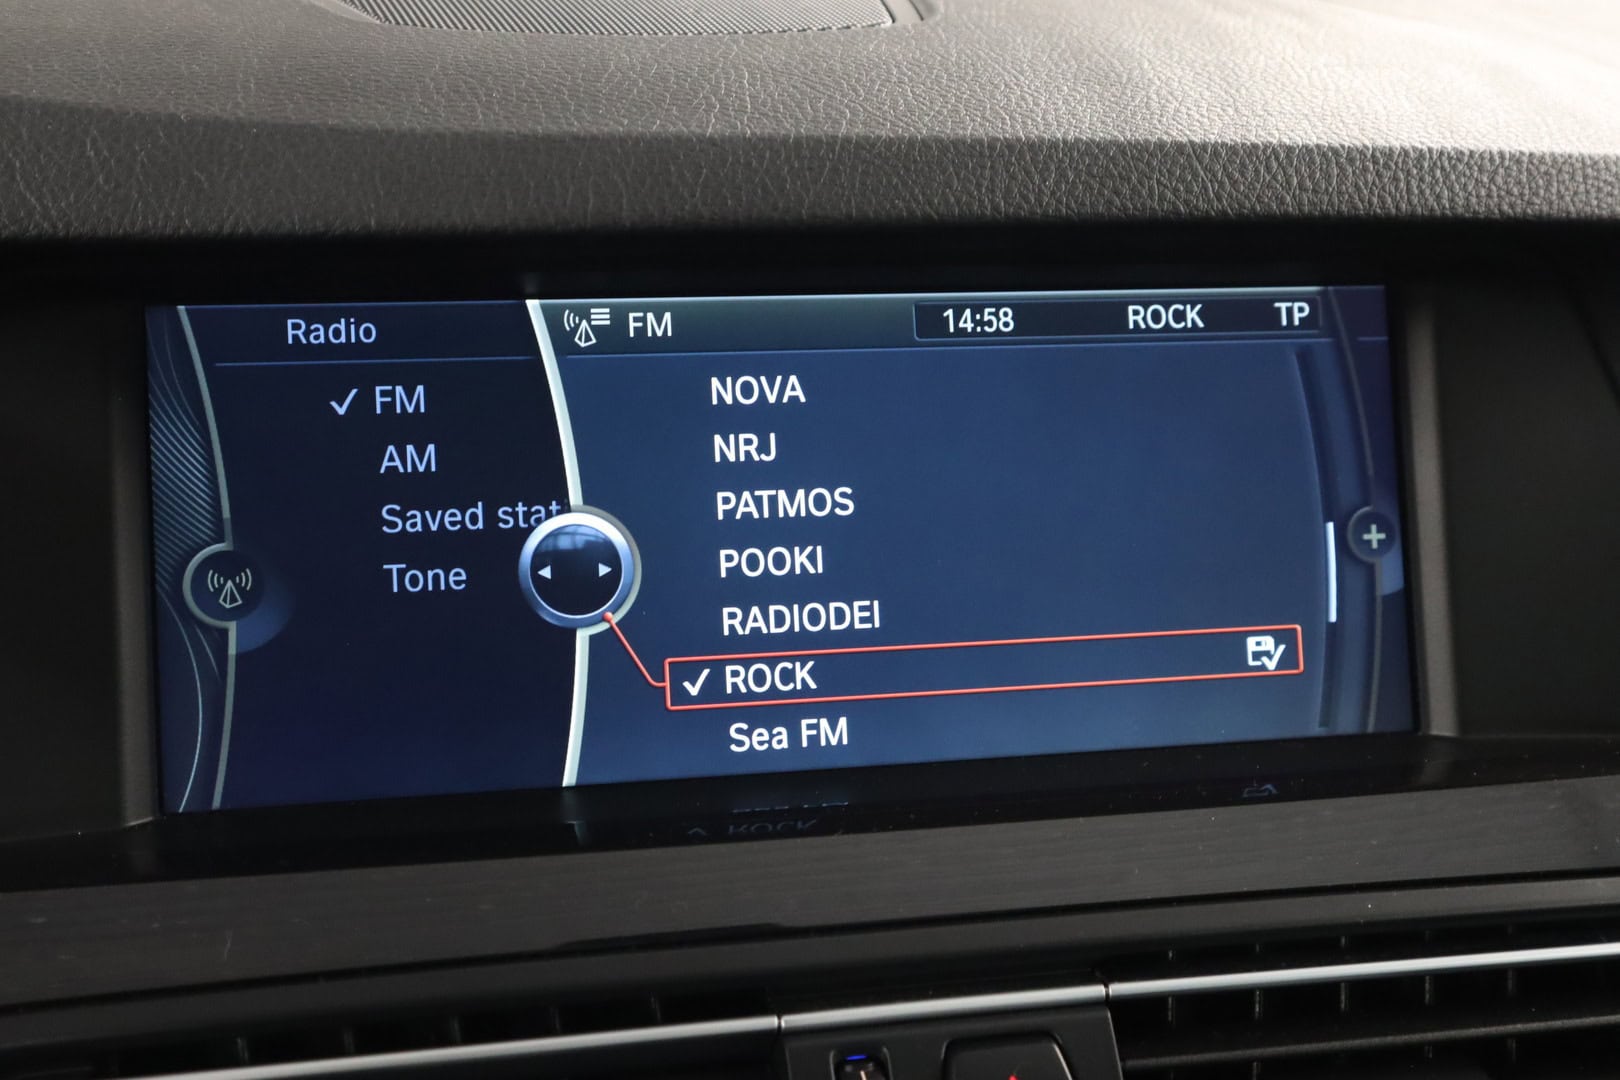 Radio
FM
AM
Saved stat
Tone
FM
14:58 ROCK TP
NOVA
NRJ
PATMOS
POOKI
RADIODEI
ROCK
Sea FM